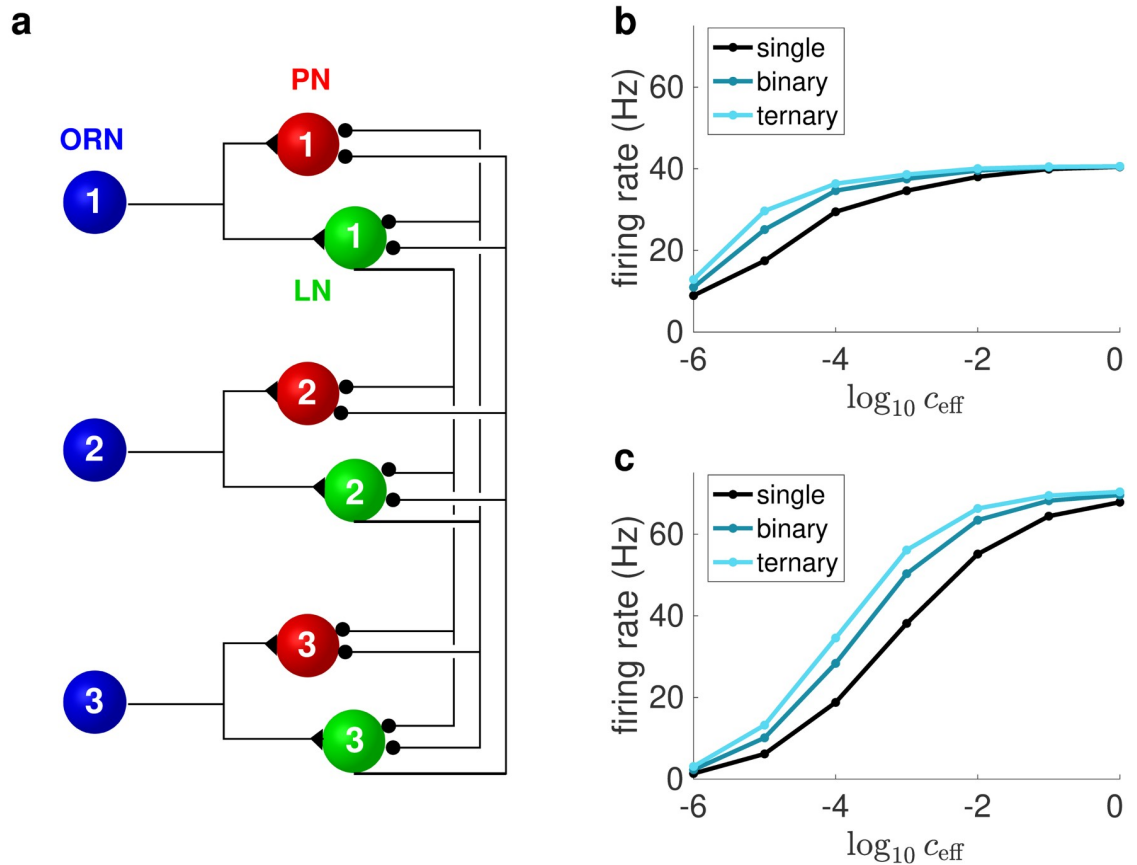 a
PN
ORN
1
1
1
LN
2
2
2
3
3
3
b
single
binary
ternary
firing rate (Hz)
60
40
20
0
-6
-4
-2
0
log₁₀ c_eff
c
single
binary
ternary
firing rate (Hz)
60
40
20
0
-6
-4
-2
0
log₁₀ c_eff